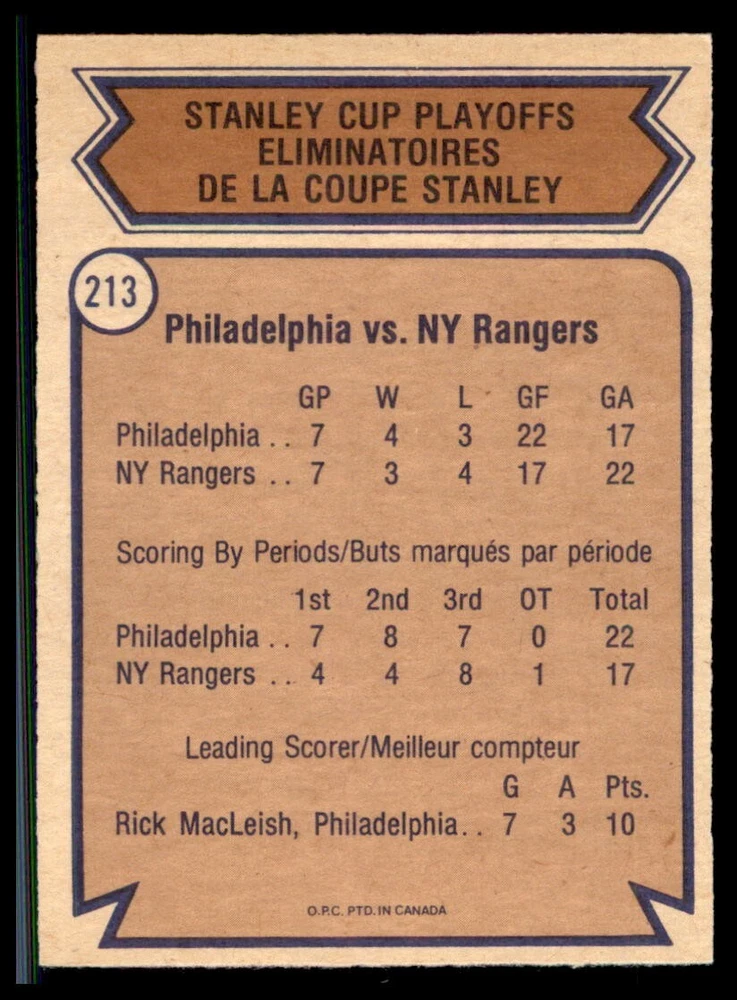 STANLEY CUP PLAYOFFS
ELIMINATOIRES
DE LA COUPE STANLEY
213
Philadelphia vs. NY Rangers
GP W L GF GA
Philadelphia .. 7 4 3 22 17
NY Rangers .. 7 3 4 17 22
Scoring By Periods/Buts marqués par période
1st 2nd 3rd OT Total
Philadelphia .. 7 8 7 0 22
NY Rangers .. 4 4 8 1 17
Leading Scorer/Meilleur compteur
G A Pts.
Rick MacLeish, Philadelphia.. 7 3 10
O.P.C. PTD. IN CANADA